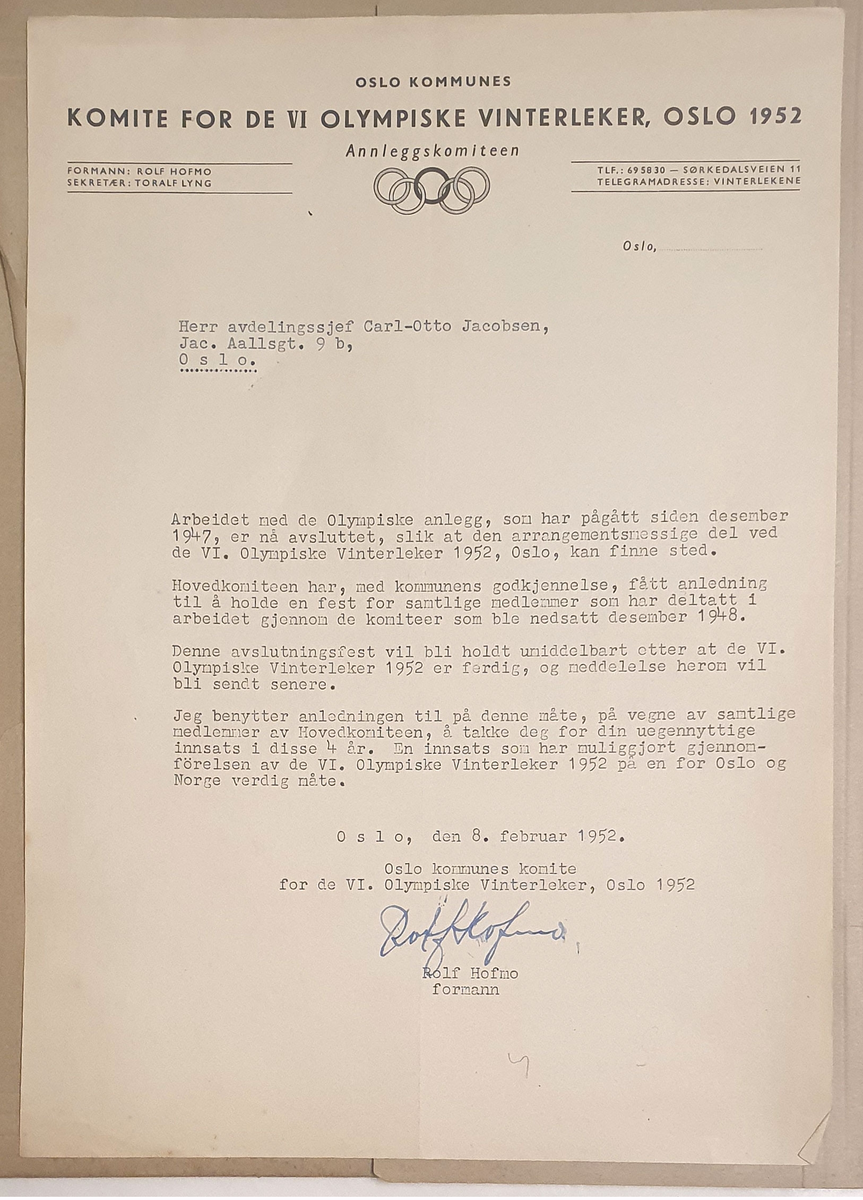 OSLO KOMMUNES
KOMITE FOR DE VI OLYMPISKE VINTERLEKER, OSLO 1952
Annleggskomiteen
FORMANN: ROLF HOFMO
SEKRETÆR: TORALF LYNG
TLF.: 695830 — SØRKEDALSVEIEN 11
TELEGRAMADRESSE: VINTERLEKENE
Oslo,
Herr avdelingssjef Carl-Otto Jacobsen,
Jac. Aallsgt. 9 b,
O s l o.
Arbeidet med de Olympiske anlegg, som har pågått siden desember
1947, er nå avsluttet, slik at den arrangementsmessige del ved
de VI. Olympiske Vinterleker 1952, Oslo, kan finne sted.
Hovedkomiteen har, med kommunens godkjennelse, fått anledning
til å holde en fest for samtlige medlemmer som har deltatt i
arbeidet gjennom de komiteer som ble nedsatt desember 1948.
Denne avslutningsfest vil bli holdt umiddelbart etter at de VI.
Olympiske Vinterleker 1952 er ferdig, og meddelelse herom vil
bli sendt senere.
Jeg benytter anledningen til på denne måte, på vegne av samtlige
medlemmer av Hovedkomiteen, å takke deg for din uegennyttige
innsats i disse 4 år. En innsats som har muliggjort gjennom-
förelsen av de VI. Olympiske Vinterleker 1952 på en for Oslo og
Norge verdig måte.
O s l o, den 8. februar 1952.
Oslo kommunes komite
for de VI. Olympiske Vinterleker, Oslo 1952
Rolf Hofmo
Rolf Hofmo
formann